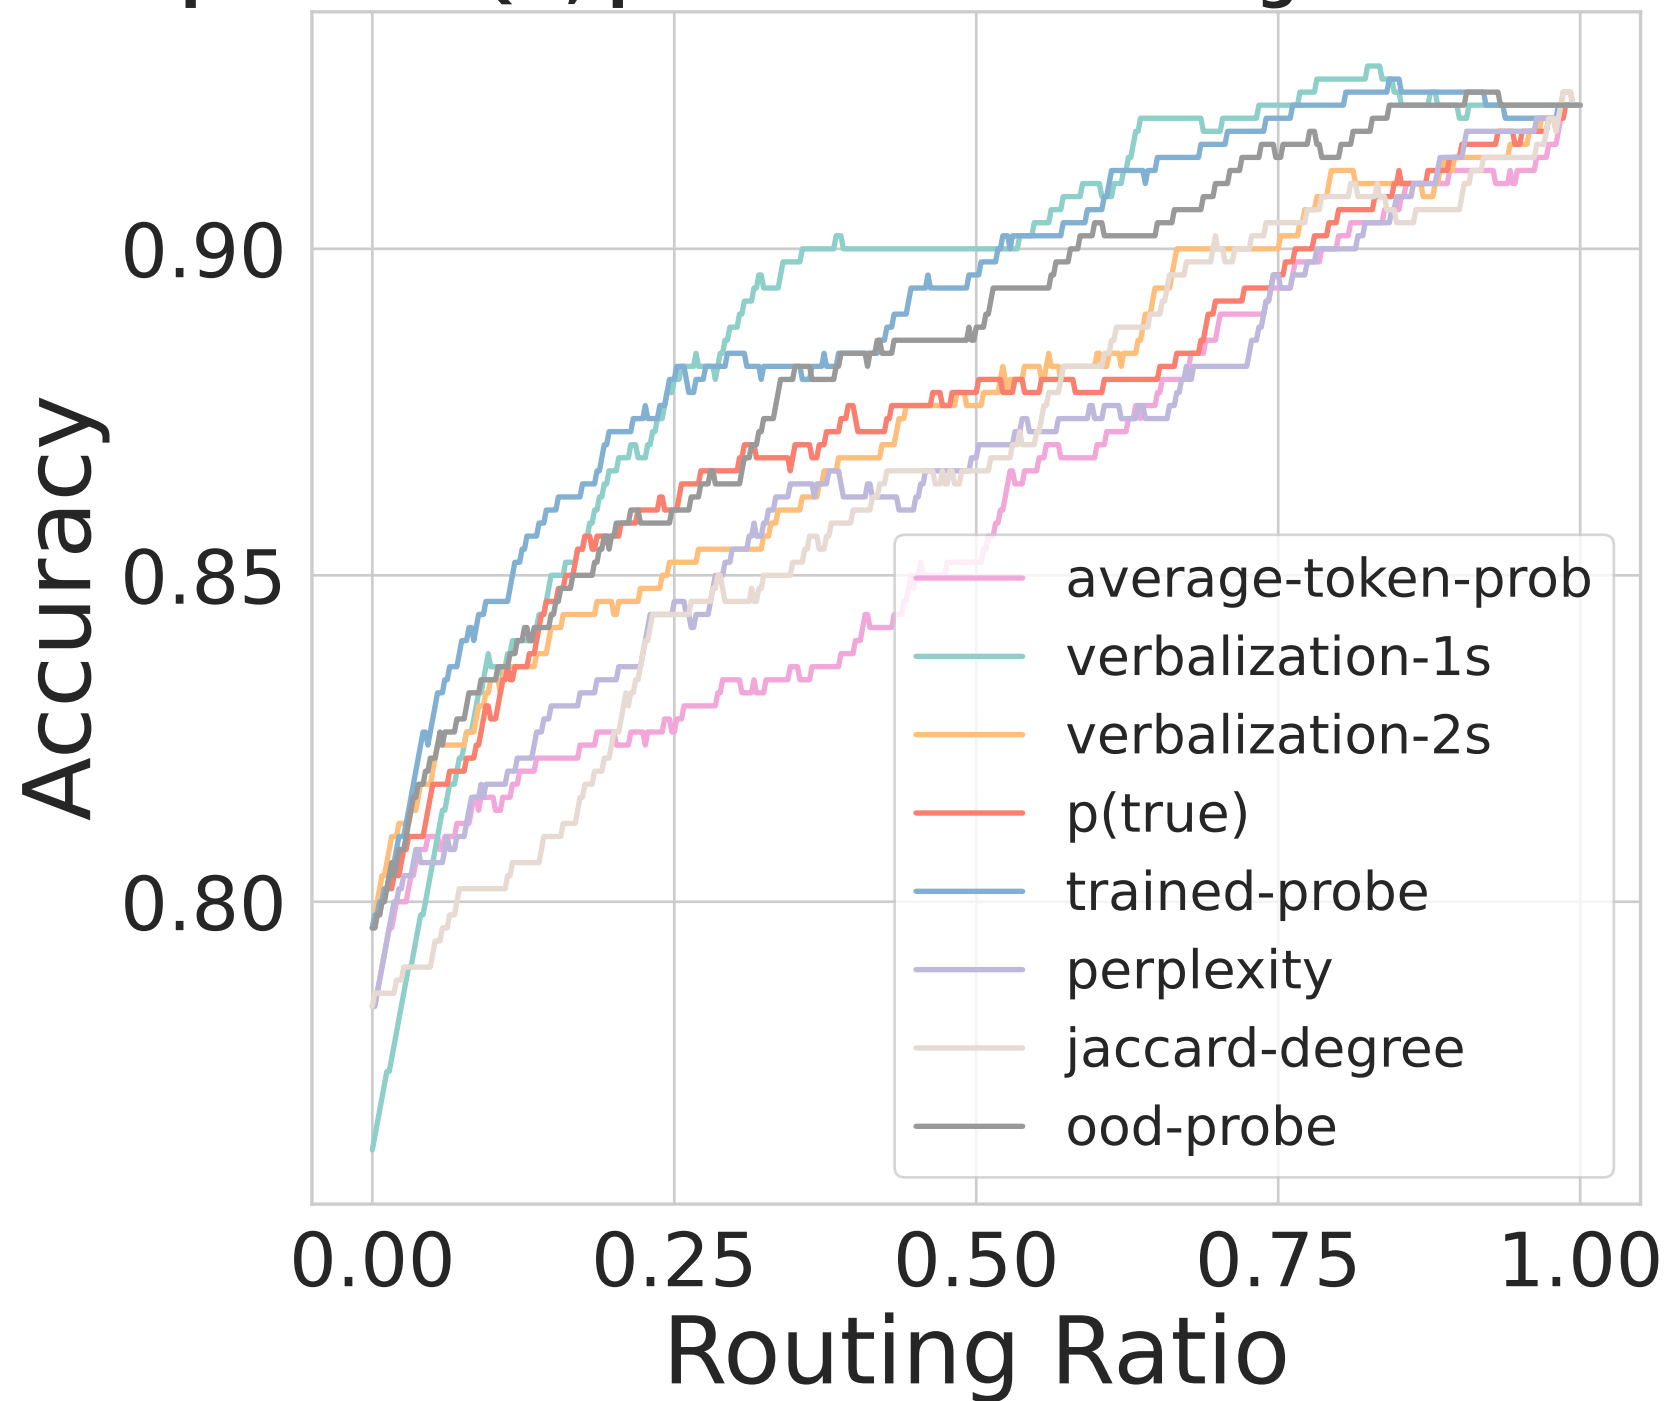 0.90
0.85
0.80
Accuracy
average-token-prob
verbalization-1s
verbalization-2s
p(true)
trained-probe
perplexity
jaccard-degree
ood-probe
0.00 0.25 0.50 0.75 1.00
Routing Ratio